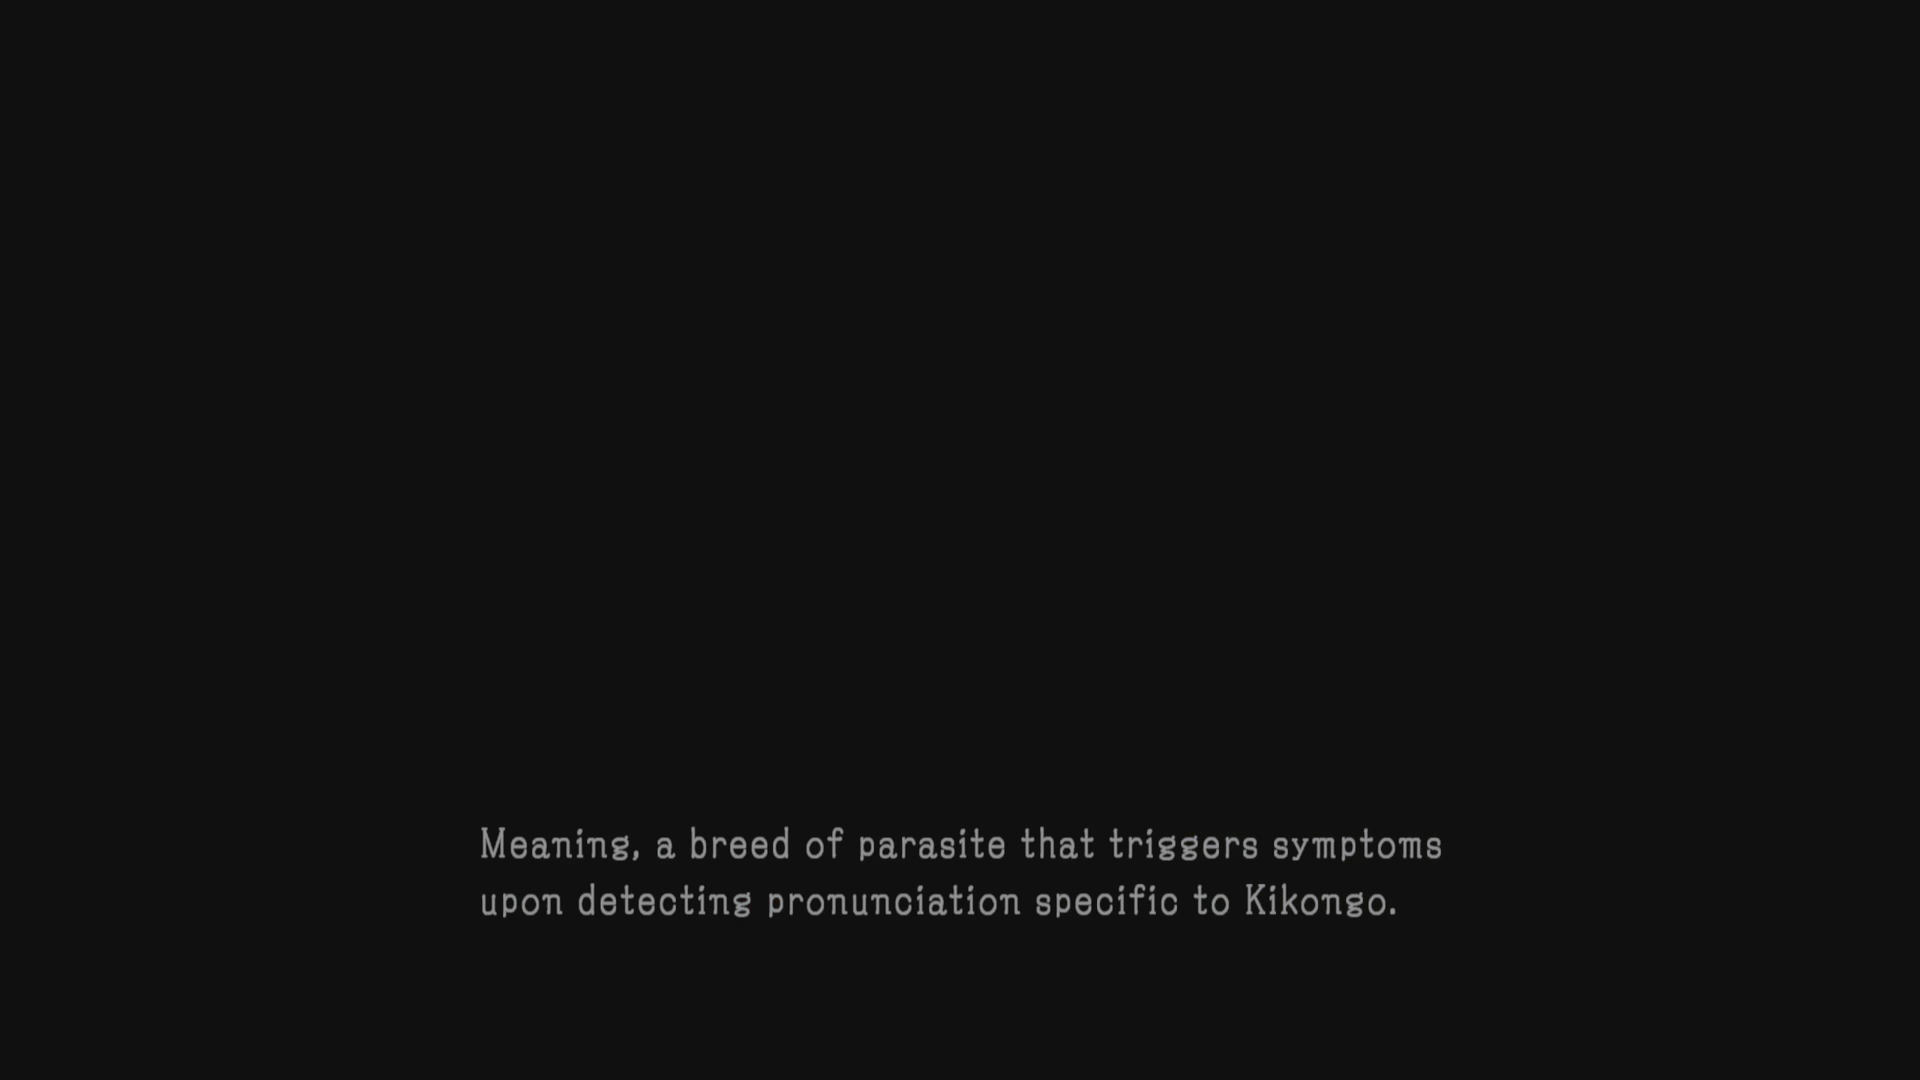 Meaning, a breed of parasite that triggers symptoms
upon detecting pronunciation specific to Kikongo.